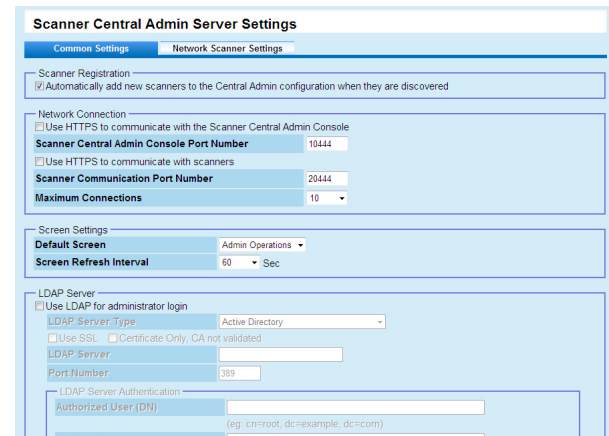 Scanner Central Admin Server Settings
Common Settings Network Scanner Settings
Scanner Registration
Automatically add new scanners to the Central Admin configuration when they are discovered
Network Connection
Use HTTPS to communicate with the Scanner Central Admin Console
Scanner Central Admin Console Port Number 10444
Use HTTPS to communicate with scanners
Scanner Communication Port Number 20444
Maximum Connections 10
Screen Settings
Default Screen Admin Operations
Screen Refresh Interval 60 Sec
LDAP Server
Use LDAP for administrator login
LDAP Server Type Active Directory
Use SSL Certificate Only, CA not validated
LDAP Server
Port Number 389
LDAP Server Authentication
Authorized User (DN)
(eg: cn=root, dc=example, dc=com)